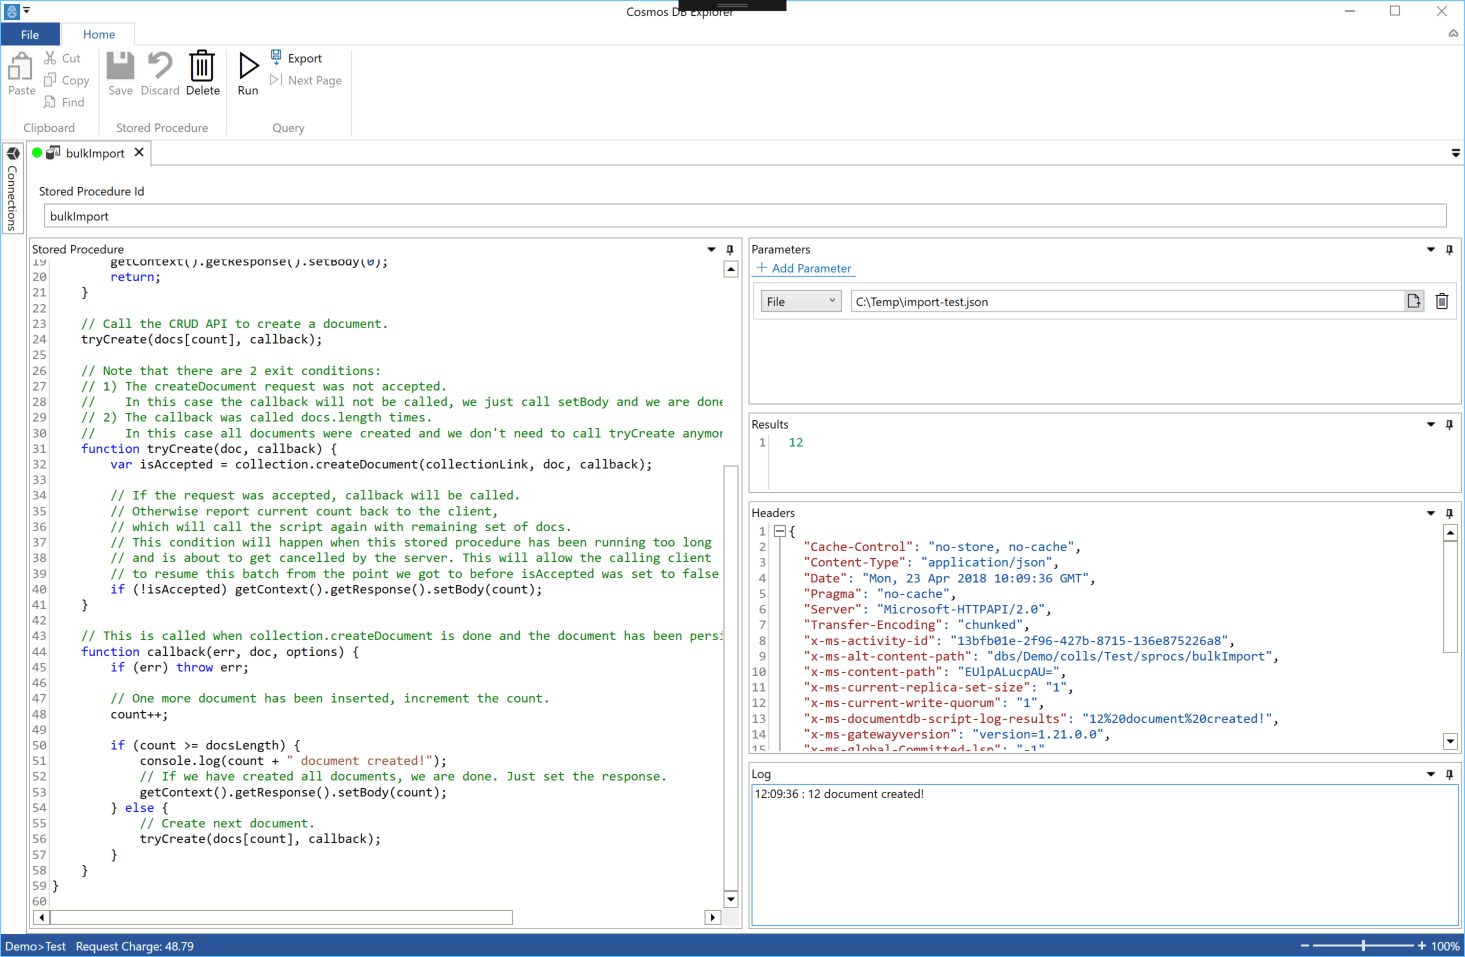 Cosmos DB Explorer
File
Home
Paste
Cut
Copy
Find
Clipboard
Save
Discard
Delete
Stored Procedure
Run
Export
Next Page
Query
Connections
bulkImport
Stored Procedure Id
bulkImport
Stored Procedure
19 getContext().getResponse().setBody(0);
20 return;
21 }
22
23 // Call the CRUD API to create a document.
24 tryCreate(docs[count], callback);
25
26 // Note that there are 2 exit conditions:
27 // 1) The createDocument request was not accepted.
28 // In this case the callback will not be called, we just call setBody and we are done
29 // 2) The callback was called docs.length times.
30 // In this case all documents were created and we don't need to call tryCreate anymor
31 function tryCreate(doc, callback) {
32 var isAccepted = collection.createDocument(collectionLink, doc, callback);
33
34 // If the request was accepted, callback will be called.
35 // Otherwise report current count back to the client,
36 // which will call the script again with remaining set of docs.
37 // This condition will happen when this stored procedure has been running too long
38 // and is about to get cancelled by the server. This will allow the calling client
39 // to resume this batch from the point we got to before isAccepted was set to false
40 if (!isAccepted) getContext().getResponse().setBody(count);
41 }
42
43 // This is called when collection.createDocument is done and the document has been persi
44 function callback(err, doc, options) {
45 if (err) throw err;
46
47 // One more document has been inserted, increment the count.
48 count++;
49
50 if (count >= docsLength) {
51 console.log(count + " document created!");
52 // If we have created all documents, we are done. Just set the response.
53 getContext().getResponse().setBody(count);
54 } else {
55 // Create next document.
56 tryCreate(docs[count], callback);
57 }
58 }
59 }
60
Parameters
+ Add Parameter
File
C:\Temp\import-test.json
Results
1 12
Headers
1 {
2 "Cache-Control": "no-store, no-cache",
3 "Content-Type": "application/json",
4 "Date": "Mon, 23 Apr 2018 10:09:36 GMT",
5 "Pragma": "no-cache",
6 "Server": "Microsoft-HTTPAPI/2.0",
7 "Transfer-Encoding": "chunked",
8 "x-ms-activity-id": "13bfb01e-2f96-427b-8715-136e875226a8",
9 "x-ms-alt-content-path": "dbs/Demo/colls/Test/sprocs/bulkImport",
10 "x-ms-content-path": "EUlpALucpAU=",
11 "x-ms-current-replica-set-size": "1",
12 "x-ms-current-write-quorum": "1",
13 "x-ms-documentdb-script-log-results": "12%20document%20created!",
14 "x-ms-gatewayversion": "version=1.21.0.0",
15 "x-ms-global-Committed-lsn": "-1"
Log
12:09:36 : 12 document created!
Demo>Test Request Charge: 48.79
100%